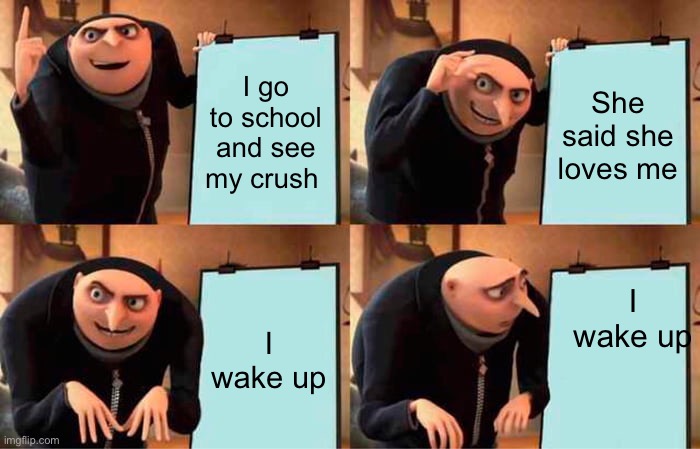 I go
to school
and see
my crush
She
said she
loves me
I
wake up
I
wake up
imgflip.com